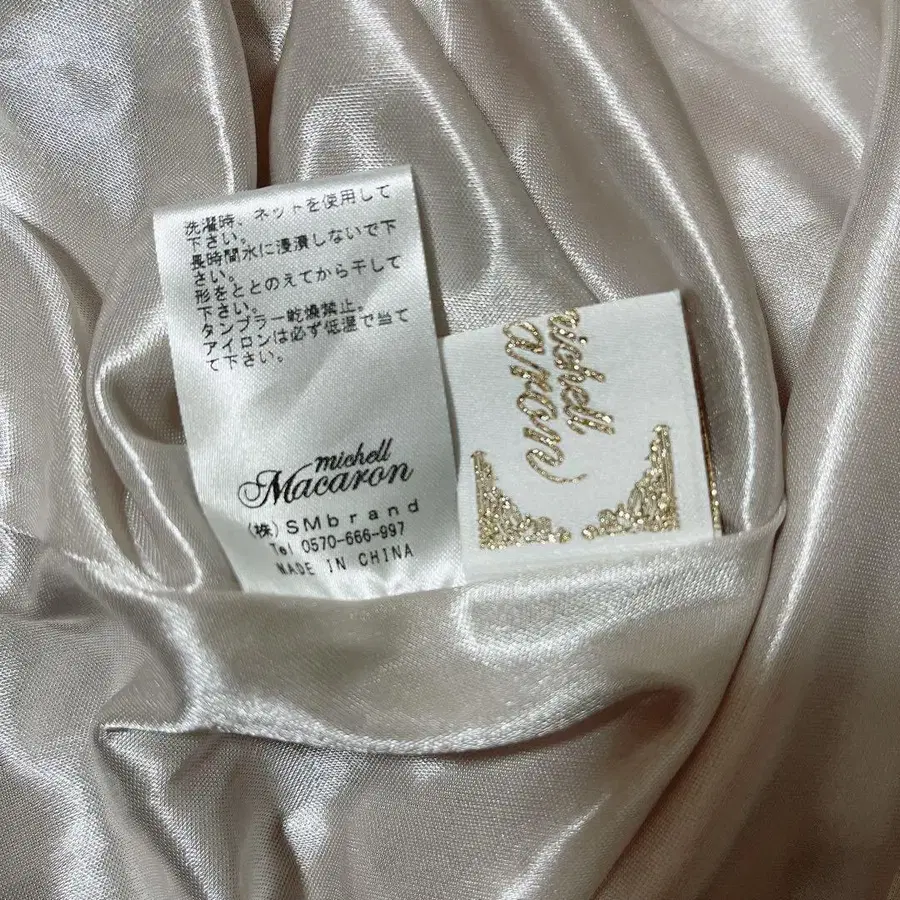 洗濯時、ネットを使用して
下さい。
長時間水に浸漬しないで下
さい。
形をととのえてから干して
下さい。
タンブラー乾燥禁止。
アイロンは必ず低温で当て
て下さい。
michell
Macaron
(株)SMbrand
Tel 0570-666-997
MADE IN CHINA
michell
aron